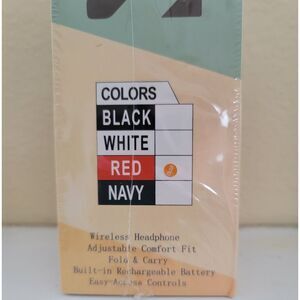 COLORS
BLACK
WHITE
RED
NAVY
Wireless Headphone
Adjustable Comfort Fit
Fold & Carry
Built-in Rechargeable Battery
Easy-Access Controls